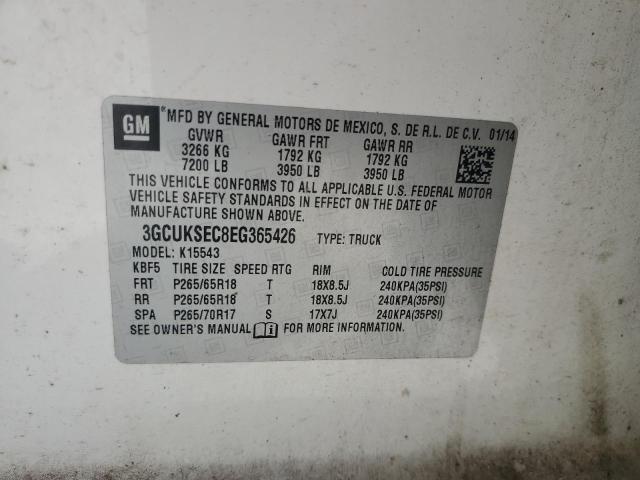 GM
® MFD BY GENERAL MOTORS DE MEXICO, S. DE R.L. DE C.V. 01/14
GVWR GAWR FRT GAWR RR
3266 KG 1792 KG 1792 KG
7200 LB 3950 LB 3950 LB
THIS VEHICLE CONFORMS TO ALL APPLICABLE U.S. FEDERAL MOTOR
VEHICLE SAFETY STANDARDS IN EFFECT ON THE DATE OF
MANUFACTURE SHOWN ABOVE.
3GCUKSEC8EG365426 TYPE: TRUCK
MODEL: K15543
KBF5 TIRE SIZE SPEED RTG RIM COLD TIRE PRESSURE
FRT P265/65R18 T 18X8.5J 240KPA(35PSI)
RR P265/65R18 T 18X8.5J 240KPA(35PSI)
SPA P265/70R17 S 17X7J 240KPA(35PSI)
SEE OWNER'S MANUAL i FOR MORE INFORMATION.